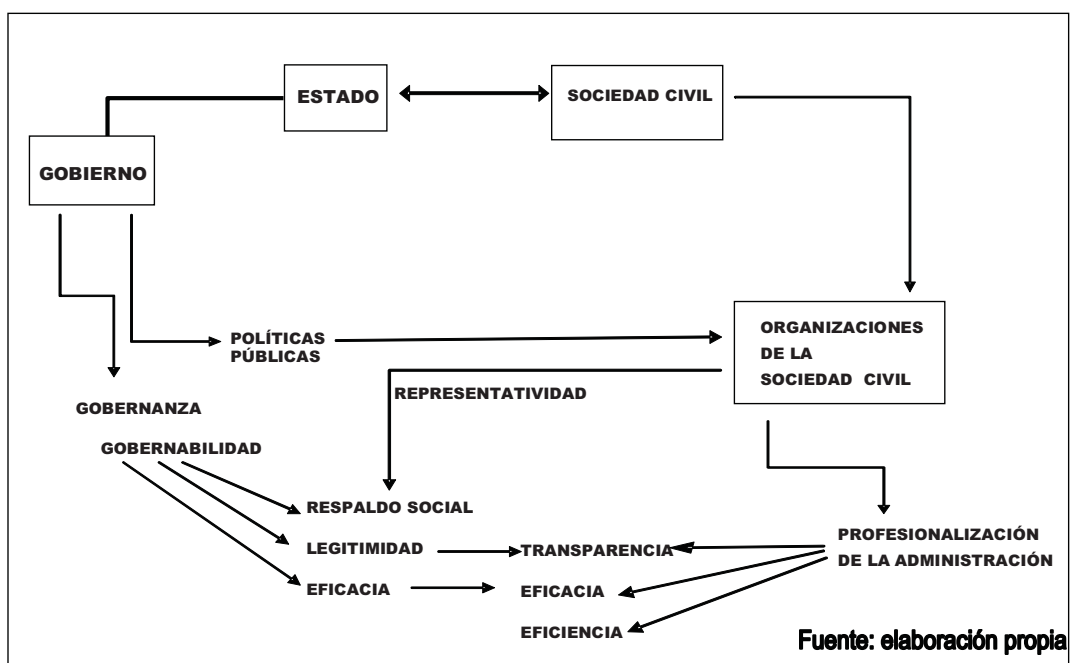 ESTADO
SOCIEDAD CIVIL
GOBIERNO
POLÍTICAS
PÚBLICAS
ORGANIZACIONES
DE LA
SOCIEDAD CIVIL
REPRESENTATIVIDAD
GOBERNANZA
GOBERNABILIDAD
RESPALDO SOCIAL
LEGITIMIDAD
TRANSPARENCIA
EFICACIA
EFICACIA
EFICIENCIA
PROFESIONALIZACIÓN
DE LA ADMINISTRACIÓN
Fuente: elaboración propia